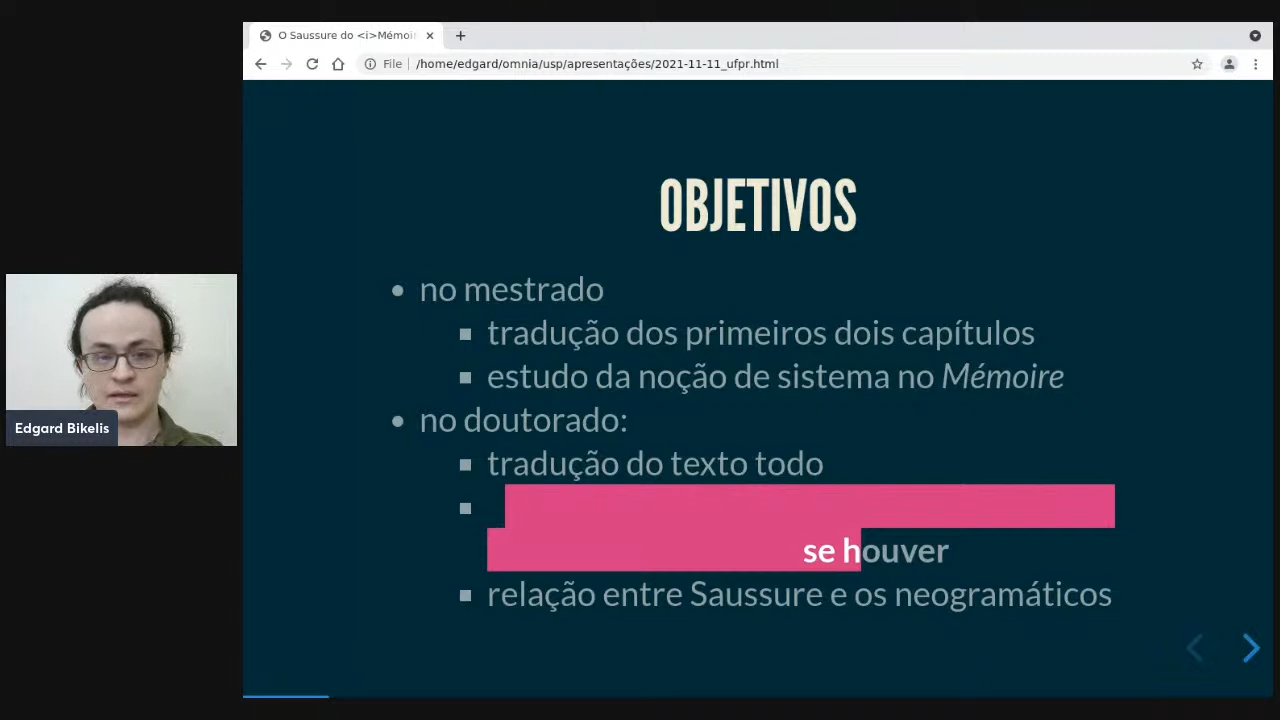 O Saussure do <i>Mémoir
File
/home/edgard/omnia/usp/apresentações/2021-11-11_ufpr.html
OBJETIVOS
no mestrado
tradução dos primeiros dois capítulos
estudo da noção de sistema no Mémoire
no doutorado:
tradução do texto todo
se houver
relação entre Saussure e os neogramáticos
Edgard Bikelis